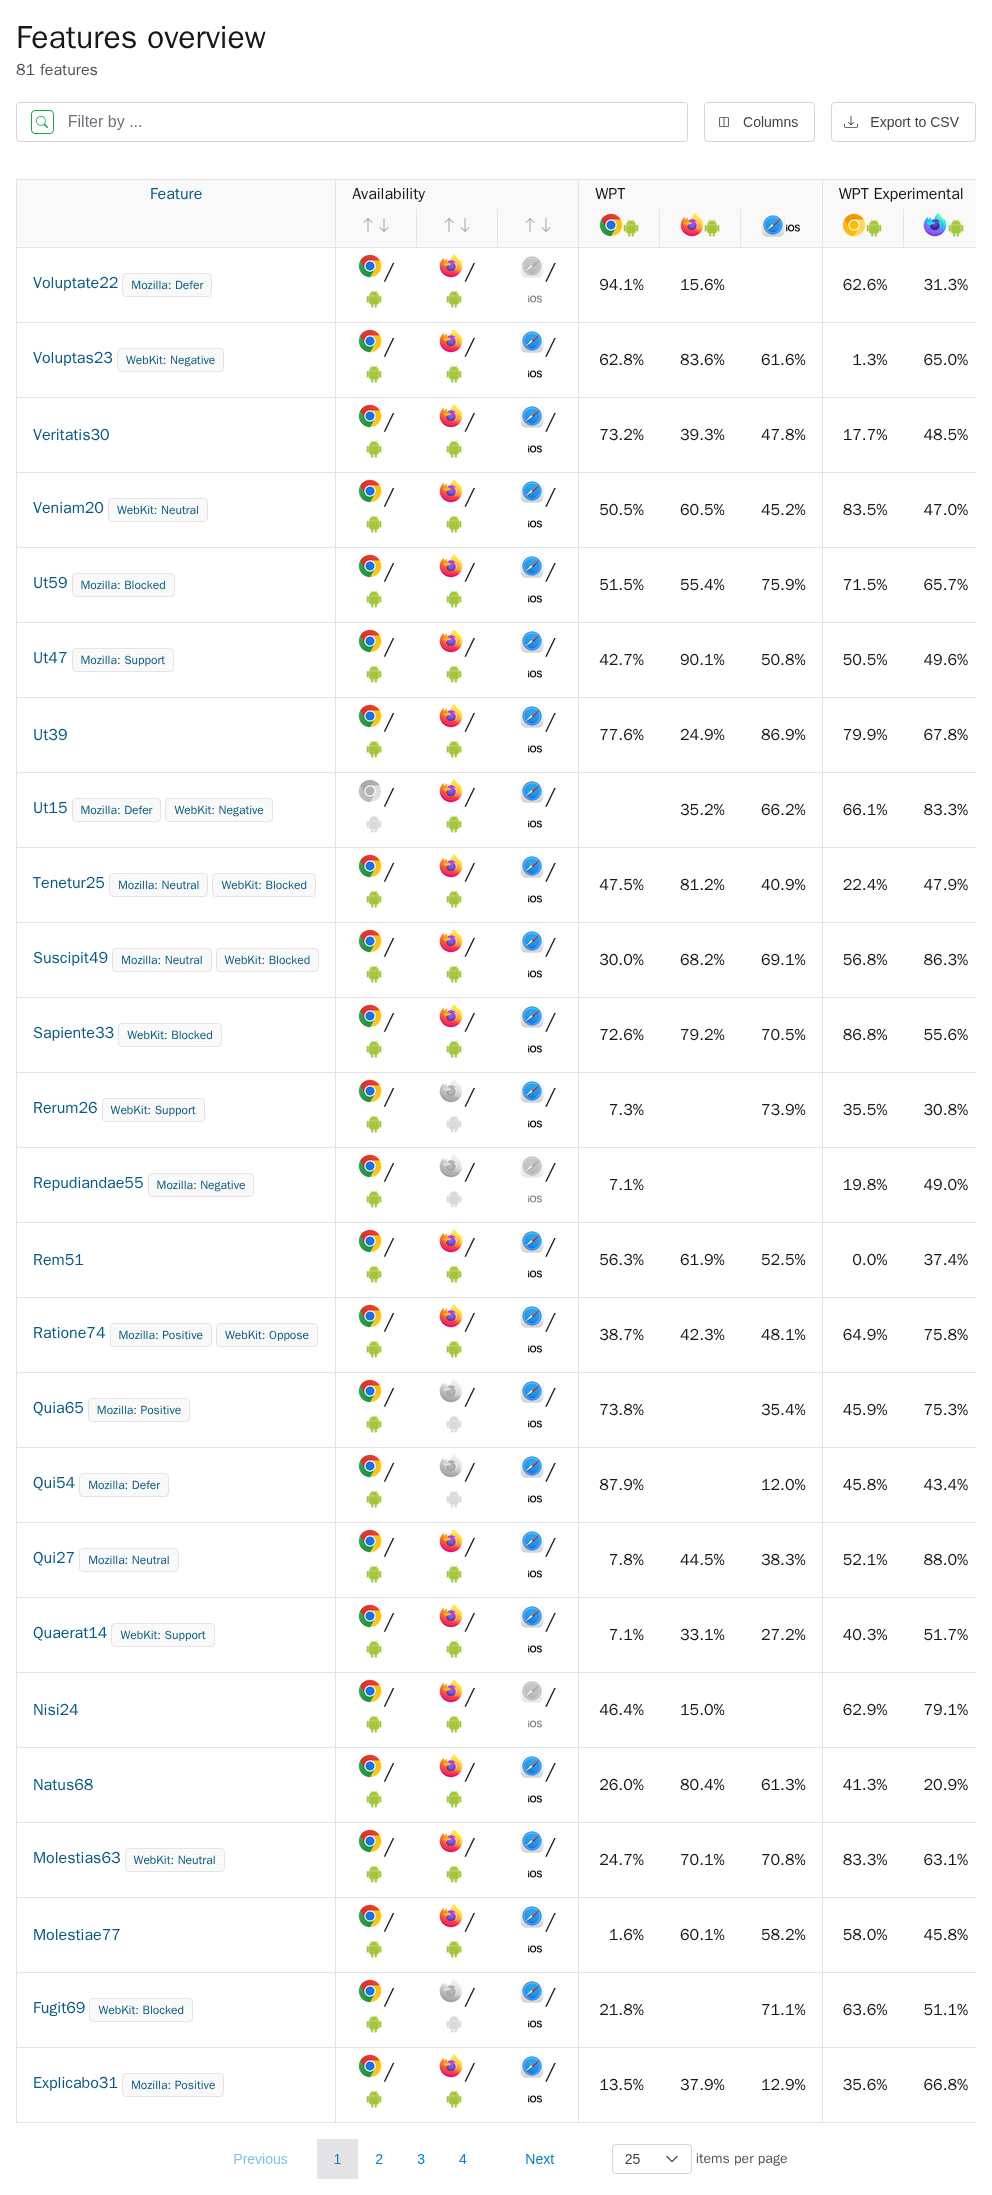 Features overview
81 features
Filter by ... Columns Export to CSV
Feature Availability WPT WPT Experimental
iOS
Voluptate22 Mozilla: Defer / / / 94.1% 15.6% 62.6% 31.3%
iOS
Voluptas23 WebKit: Negative / / / 62.8% 83.6% 61.6% 1.3% 65.0%
iOS
Veritatis30 / / / 73.2% 39.3% 47.8% 17.7% 48.5%
iOS
Veniam20 WebKit: Neutral / / / 50.5% 60.5% 45.2% 83.5% 47.0%
iOS
Ut59 Mozilla: Blocked / / / 51.5% 55.4% 75.9% 71.5% 65.7%
iOS
Ut47 Mozilla: Support / / / 42.7% 90.1% 50.8% 50.5% 49.6%
iOS
Ut39 / / / 77.6% 24.9% 86.9% 79.9% 67.8%
iOS
Ut15 Mozilla: Defer WebKit: Negative / / / 35.2% 66.2% 66.1% 83.3%
iOS
Tenetur25 Mozilla: Neutral WebKit: Blocked / / / 47.5% 81.2% 40.9% 22.4% 47.9%
iOS
Suscipit49 Mozilla: Neutral WebKit: Blocked / / / 30.0% 68.2% 69.1% 56.8% 86.3%
iOS
Sapiente33 WebKit: Blocked / / / 72.6% 79.2% 70.5% 86.8% 55.6%
iOS
Rerum26 WebKit: Support / / / 7.3% 73.9% 35.5% 30.8%
iOS
Repudiandae55 Mozilla: Negative / / / 7.1% 19.8% 49.0%
iOS
Rem51 / / / 56.3% 61.9% 52.5% 0.0% 37.4%
iOS
Ratione74 Mozilla: Positive WebKit: Oppose / / / 38.7% 42.3% 48.1% 64.9% 75.8%
iOS
Quia65 Mozilla: Positive / / / 73.8% 35.4% 45.9% 75.3%
iOS
Qui54 Mozilla: Defer / / / 87.9% 12.0% 45.8% 43.4%
iOS
Qui27 Mozilla: Neutral / / / 7.8% 44.5% 38.3% 52.1% 88.0%
iOS
Quaerat14 WebKit: Support / / / 7.1% 33.1% 27.2% 40.3% 51.7%
iOS
Nisi24 / / / 46.4% 15.0% 62.9% 79.1%
iOS
Natus68 / / / 26.0% 80.4% 61.3% 41.3% 20.9%
iOS
Molestias63 WebKit: Neutral / / / 24.7% 70.1% 70.8% 83.3% 63.1%
iOS
Molestiae77 / / / 1.6% 60.1% 58.2% 58.0% 45.8%
iOS
Fugit69 WebKit: Blocked / / / 21.8% 71.1% 63.6% 51.1%
iOS
Explicabo31 Mozilla: Positive / / / 13.5% 37.9% 12.9% 35.6% 66.8%
iOS
Previous 1 2 3 4 Next 25 items per page